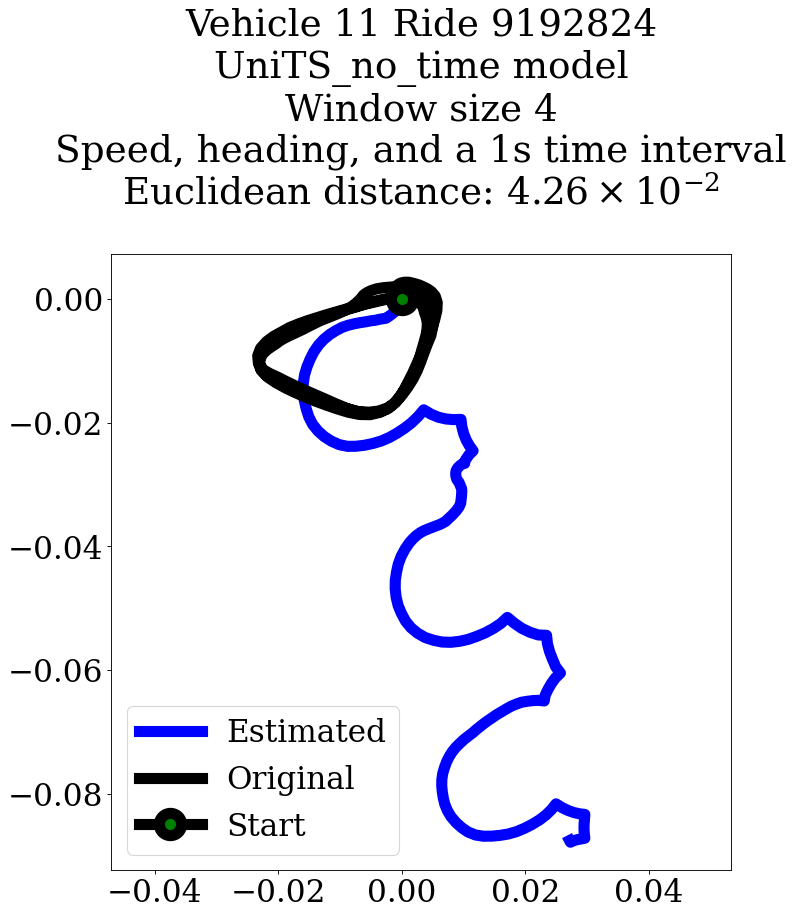 Vehicle 11 Ride 9192824
UniTS_no_time model
Window size 4
Speed, heading, and a 1s time interval
Euclidean distance: 4.26 × 10⁻²
0.00
−0.02
−0.04
−0.06
−0.08
Estimated
Original
Start
−0.04 −0.02 0.00 0.02 0.04